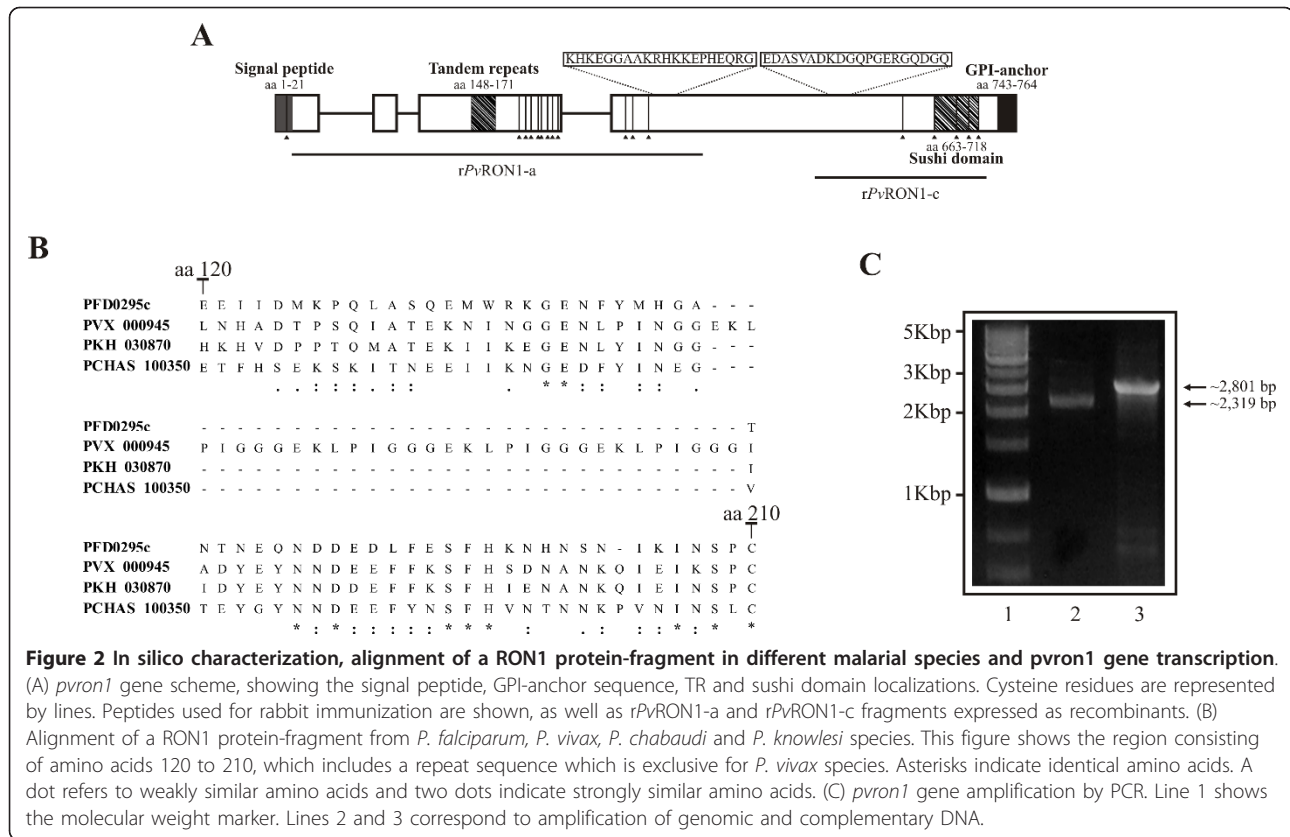 A
KHKEGGAAKRHKKEPHEQRG EDASVADKDGQPGERGQDGQ
Signal peptide Tandem repeats GPI-anchor
aa 1-21 aa 148-171 aa 743-764
aa 663-718
Sushi domain
rPvRON1-a
rPvRON1-c
B
aa 120
PFD0295c E E I I D M K P Q L A S Q E M W R K G E N F Y M H G A - - -
PVX 000945 L N H A D T P S Q I A T E K N I N G G E N L P I N G G E K L
PKH 030870 H K H V D P P T Q M A T E K I I K E G E N L Y I N G G - - -
PCHAS 100350 E T F H S E K S K I T N E E I I K N G E D F Y I N E G - - -
. . : : : . : . * * : : : : .
PFD0295c - - - - - - - - - - - - - - - - - - - - - - - - - - - - - T
PVX 000945 P I G G G E K L P I G G G E K L P I G G G E K L P I G G G I
PKH 030870 - - - - - - - - - - - - - - - - - - - - - - - - - - - - - I
PCHAS 100350 - - - - - - - - - - - - - - - - - - - - - - - - - - - - - V
aa 210
PFD0295c N T N E Q N D D E D L F E S F H K N H N S N - I K I N S P C
PVX 000945 A D Y E Y N N D E E F F K S F H S D N A N K Q I E I K S P C
PKH 030870 I D Y E Y N N D E E F F K S F H I E N A N K Q I E I N S P C
PCHAS 100350 T E Y G Y N N D E E F Y N S F H V N T N N K P V N I N S L C
* : * : : : : * * * : . : : : * : * *
C
5Kbp
3Kbp
2Kbp
1Kbp
~2,801 bp
~2,319 bp
1 2 3
Figure 2 In silico characterization, alignment of a RON1 protein-fragment in different malarial species and pvron1 gene transcription.
(A) pvron1 gene scheme, showing the signal peptide, GPI-anchor sequence, TR and sushi domain localizations. Cysteine residues are represented
by lines. Peptides used for rabbit immunization are shown, as well as rPvRON1-a and rPvRON1-c fragments expressed as recombinants. (B)
Alignment of a RON1 protein-fragment from P. falciparum, P. vivax, P. chabaudi and P. knowlesi species. This figure shows the region consisting
of amino acids 120 to 210, which includes a repeat sequence which is exclusive for P. vivax species. Asterisks indicate identical amino acids. A
dot refers to weakly similar amino acids and two dots indicate strongly similar amino acids. (C) pvron1 gene amplification by PCR. Line 1 shows
the molecular weight marker. Lines 2 and 3 correspond to amplification of genomic and complementary DNA.